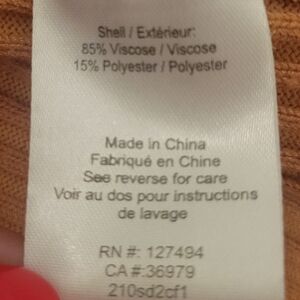 Shell / Extérieur:
85% Viscose / Viscose
15% Polyester / Polyester
Made in China
Fabriqué en Chine
See reverse for care
Voir au dos pour instructions
de lavage
RN #: 127494
CA #:36979
210sd2cf1